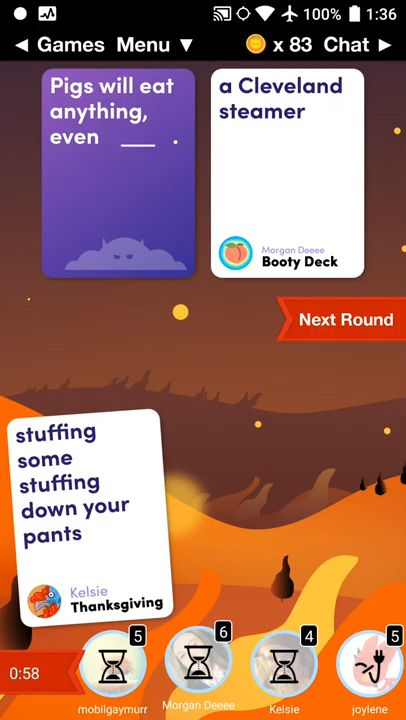 100% 1:36
◄ Games Menu ▼ x 83 Chat ►
Pigs will eat
anything,
even ___ .
a Cleveland
steamer
Morgan Deeee
Booty Deck
Next Round
stuffing
some
stuffing
down your
pants
Kelsie
Thanksgiving
0:58
5
6
4
5
mobilgaymurr
Morgan Deeee
Kelsie
joylene